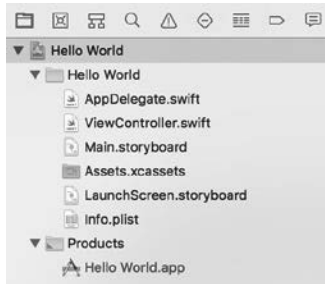 Hello World
Hello World
AppDelegate.swift
ViewController.swift
Main.storyboard
Assets.xcassets
LaunchScreen.storyboard
Info.plist
Products
Hello World.app